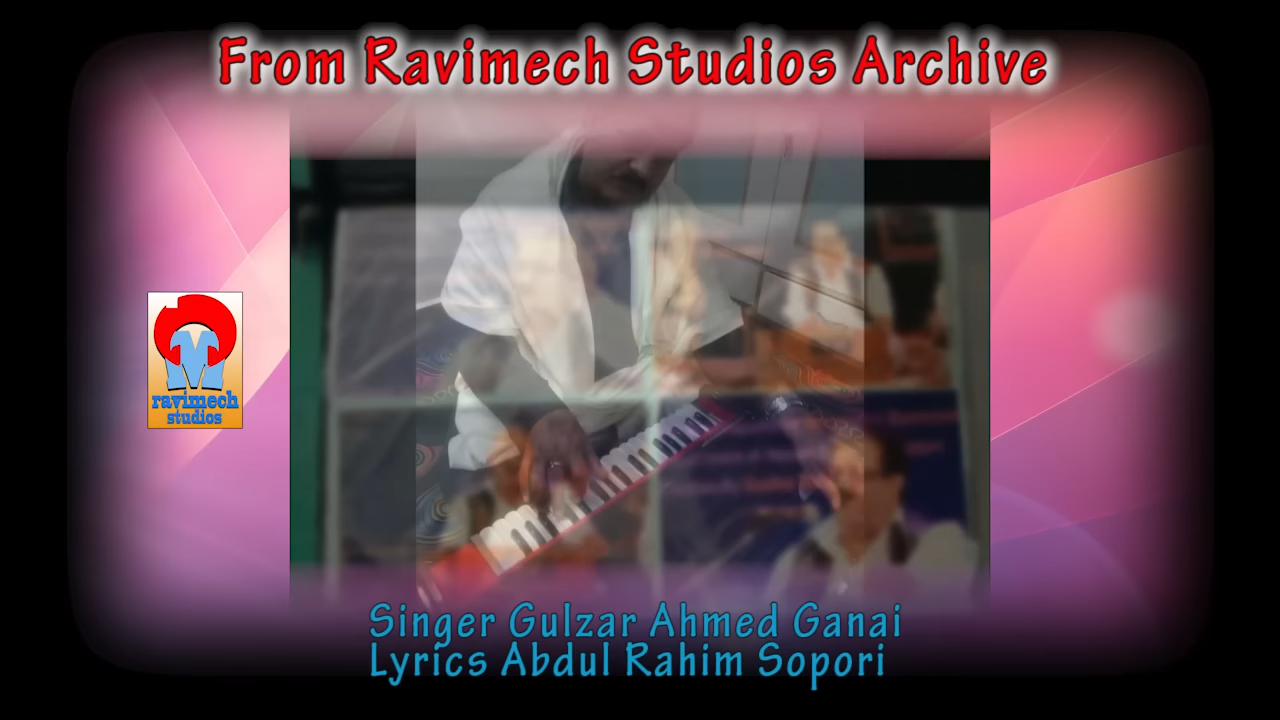 From Ravimech Studios Archive
ravimech
studios
Singer Gulzar Ahmed Ganai
Lyrics Abdul Rahim Sopori